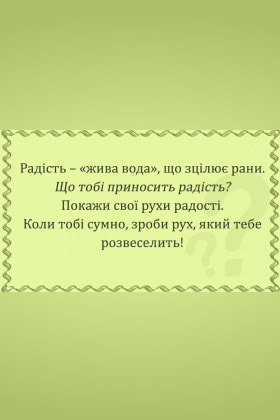 Радість – «жива вода», що зцілює рани.
Що тобі приносить радість?
Покажи свої рухи радості.
Коли тобі сумно, зроби рух, який тебе
розвеселить!